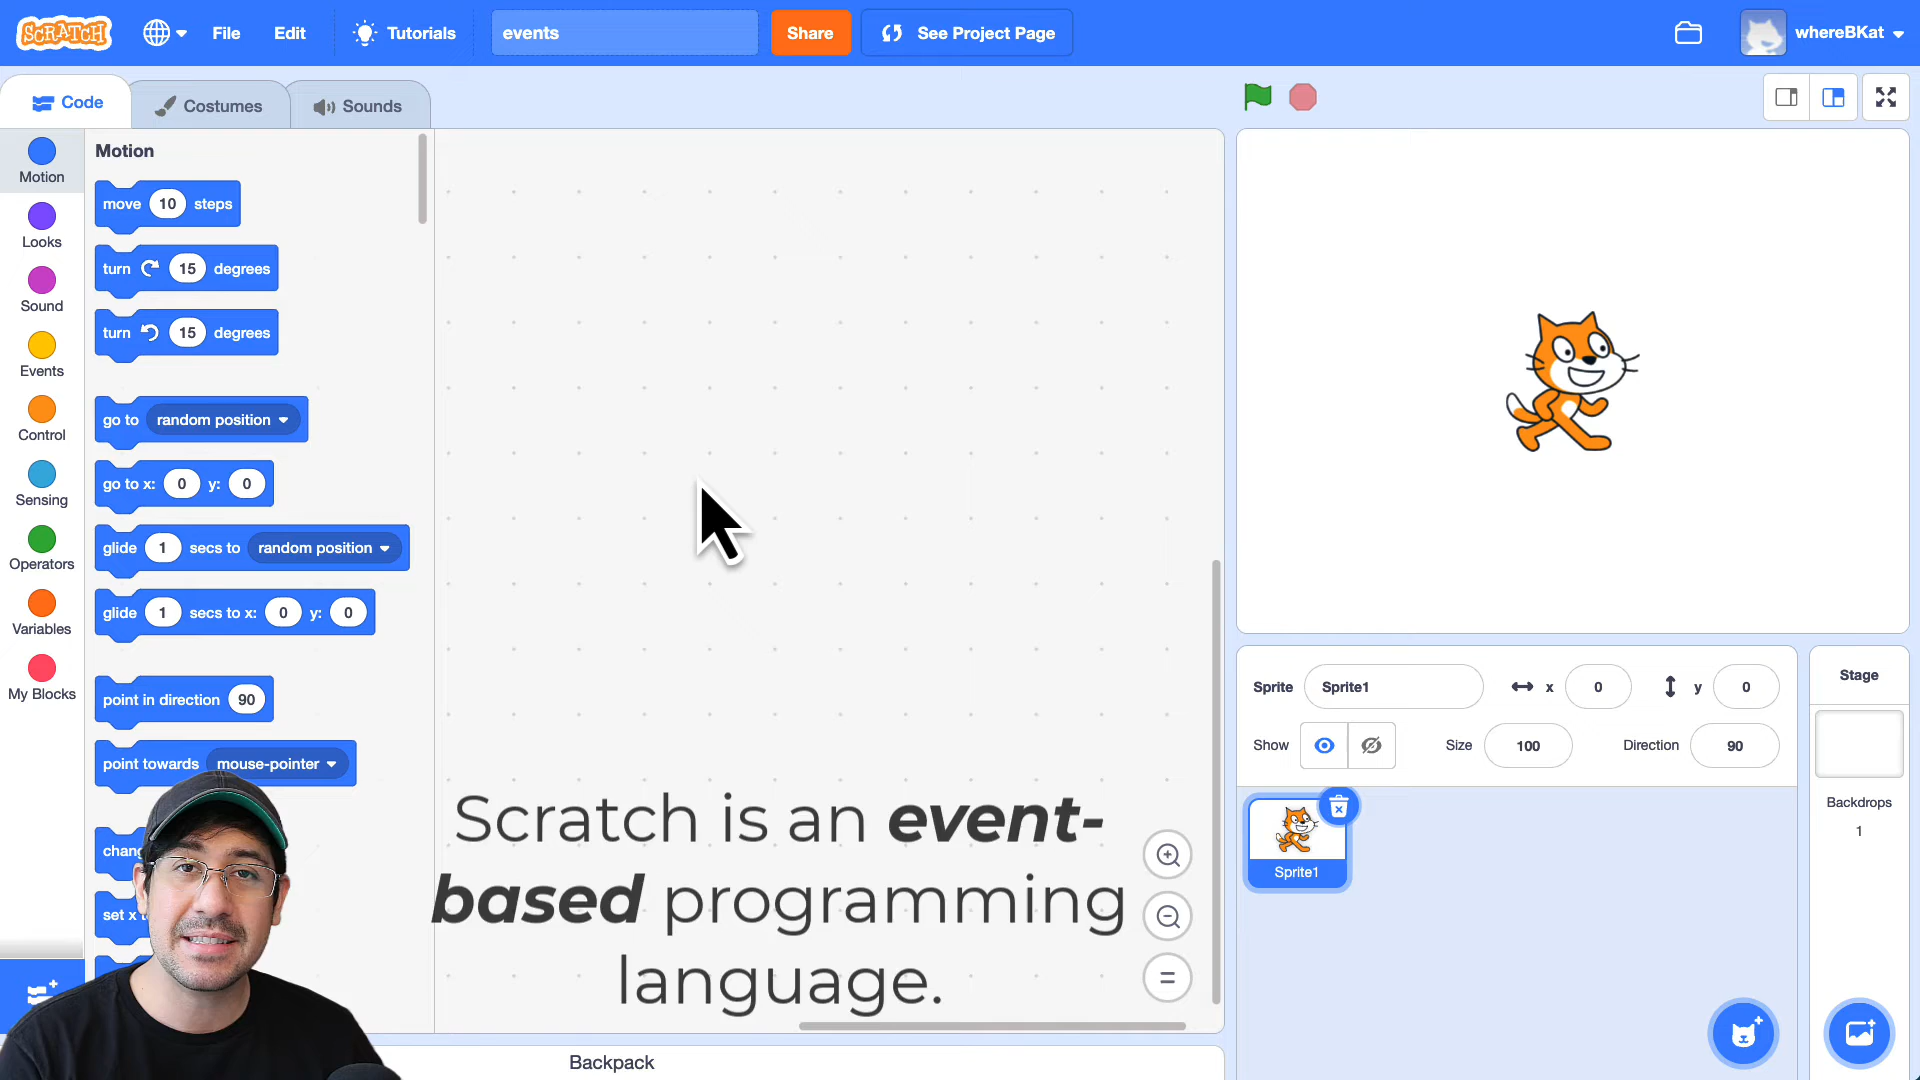 SCRATCH
File
Edit
Tutorials
events
Share
See Project Page
whereBKat
Code
Costumes
Sounds
Motion
Looks
Sound
Events
Control
Sensing
Operators
Variables
My Blocks
Motion
move 10 steps
turn 15 degrees
turn 15 degrees
go to random position
go to x: 0 y: 0
glide 1 secs to random position
glide 1 secs to x: 0 y: 0
point in direction 90
point towards mouse-pointer
set x
Scratch is an event-
based programming
language.
Backpack
Sprite Sprite1 x 0 y 0
Show Size 100 Direction 90
Sprite1
Stage
Backdrops
1